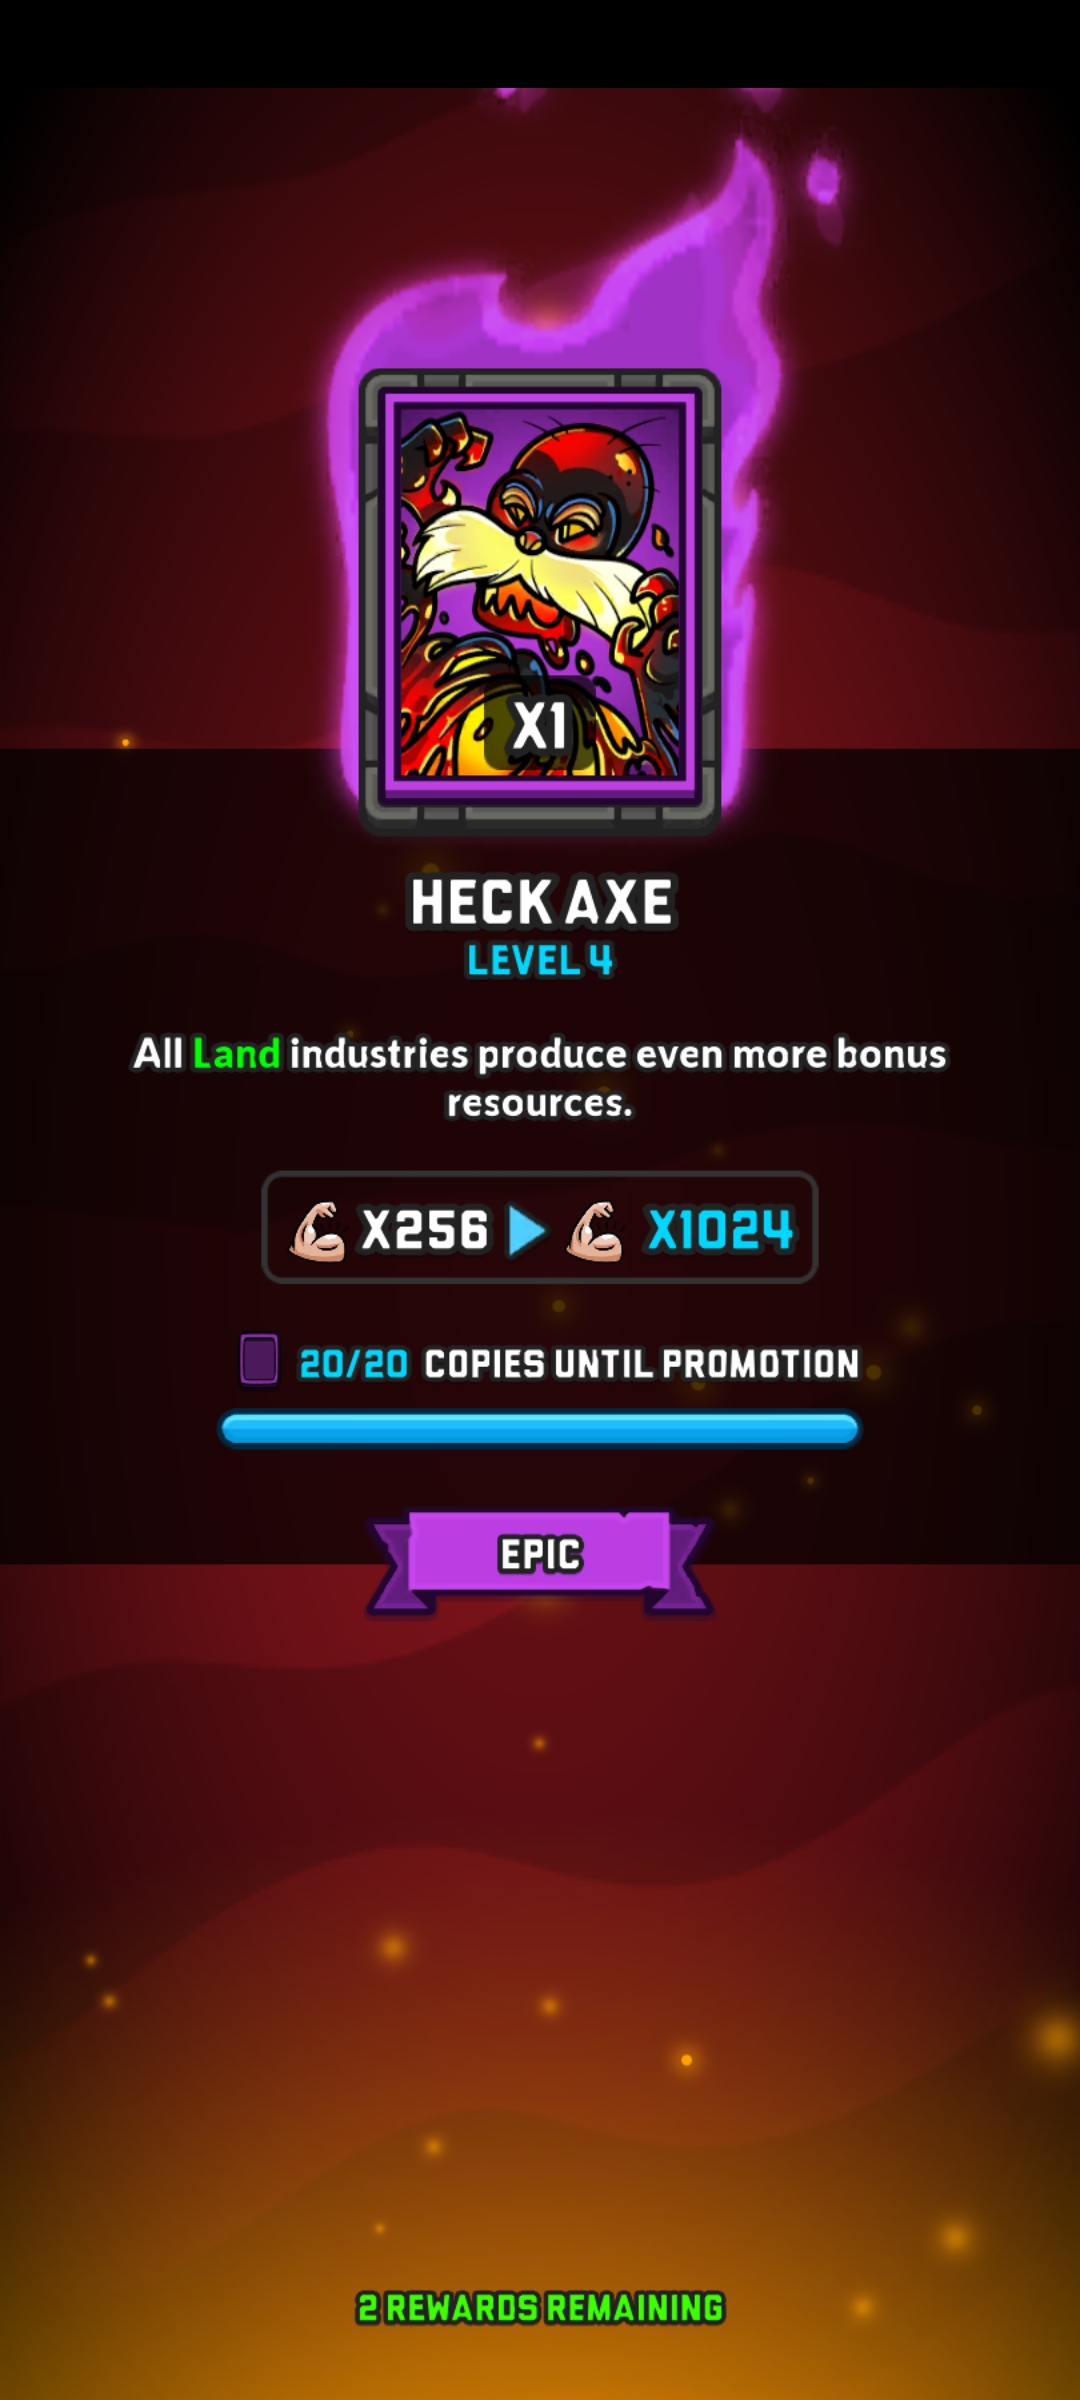 X1
HECK AXE
LEVEL 4
All Land industries produce even more bonus
resources.
X256 X1024
20/20 COPIES UNTIL PROMOTION
EPIC
2 REWARDS REMAINING